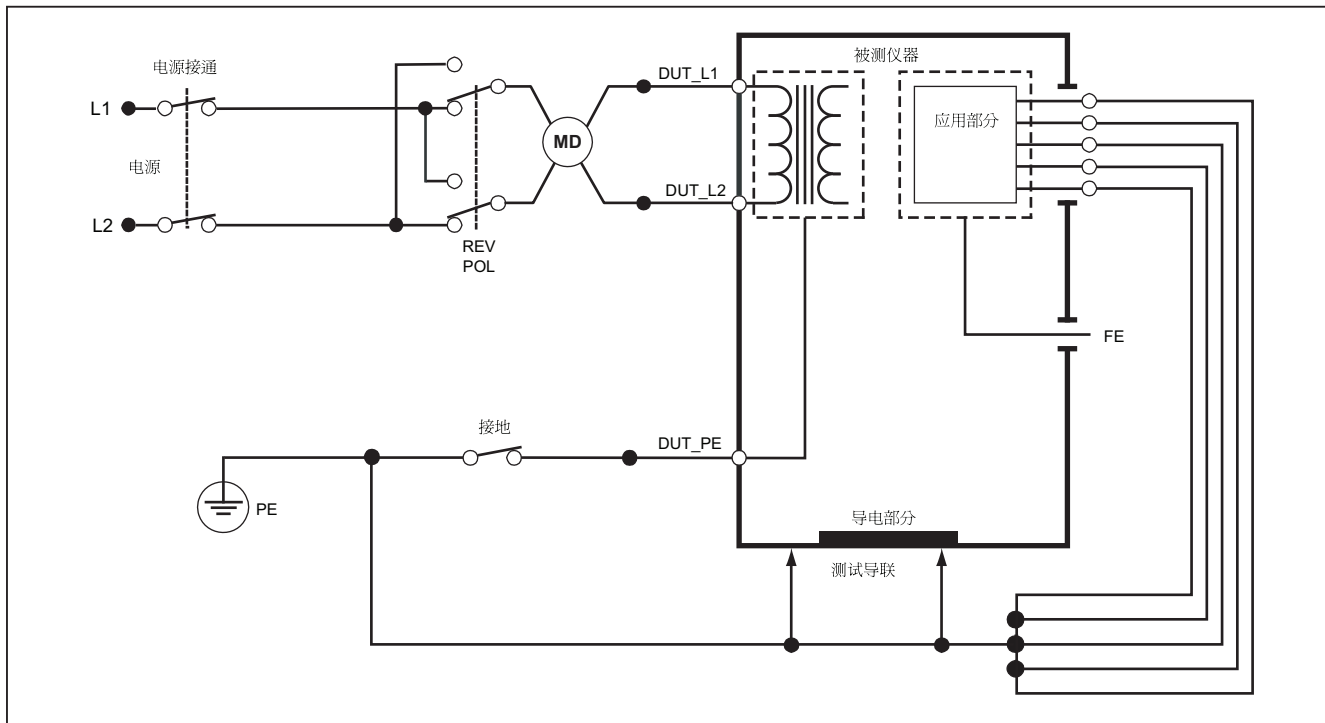 电源接通
L1
电源
L2
REV
POL
MD
DUT_L1
DUT_L2
被测仪器
应用部分
FE
接地
DUT_PE
PE
导电部分
测试导联